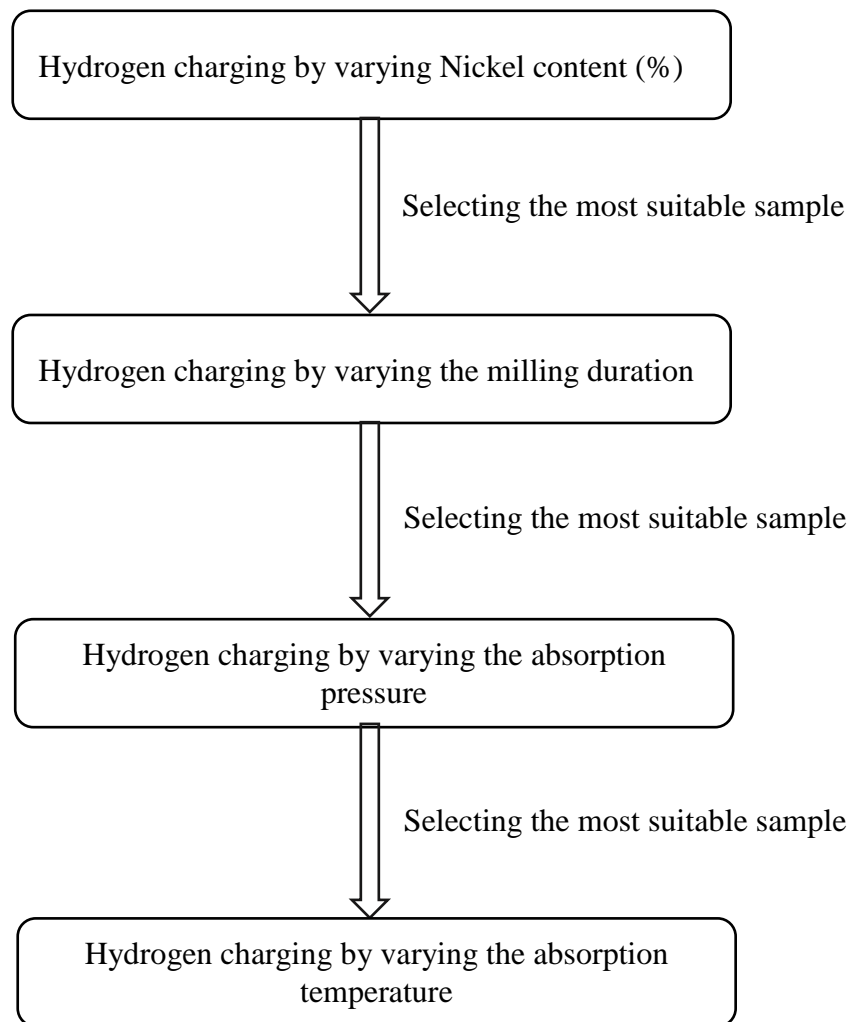 Hydrogen charging by varying Nickel content (%)
Selecting the most suitable sample
Hydrogen charging by varying the milling duration
Selecting the most suitable sample
Hydrogen charging by varying the absorption
pressure
Selecting the most suitable sample
Hydrogen charging by varying the absorption
temperature